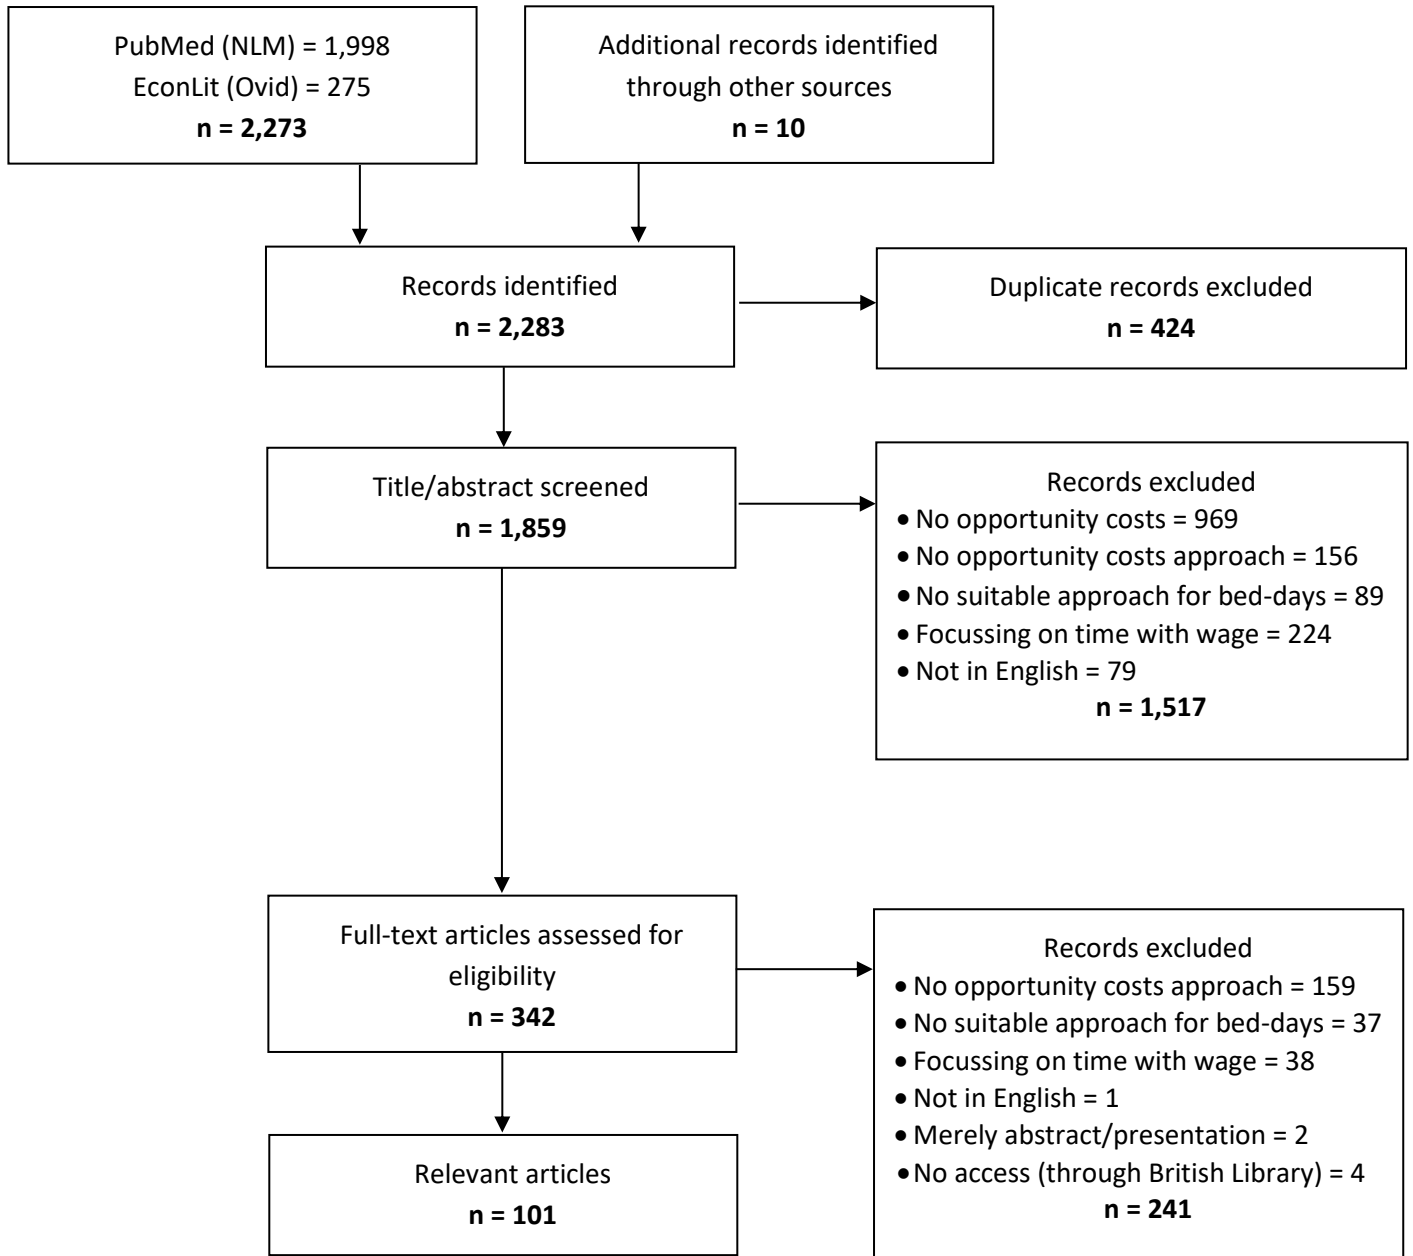 PubMed (NLM) = 1,998
EconLit (Ovid) = 275
n = 2,273
Additional records identified
through other sources
n = 10
Records identified
n = 2,283
Duplicate records excluded
n = 424
Title/abstract screened
n = 1,859
Records excluded
• No opportunity costs = 969
• No opportunity costs approach = 156
• No suitable approach for bed-days = 89
• Focussing on time with wage = 224
• Not in English = 79
n = 1,517
Full-text articles assessed for
eligibility
n = 342
Records excluded
• No opportunity costs approach = 159
• No suitable approach for bed-days = 37
• Focussing on time with wage = 38
• Not in English = 1
• Merely abstract/presentation = 2
• No access (through British Library) = 4
n = 241
Relevant articles
n = 101